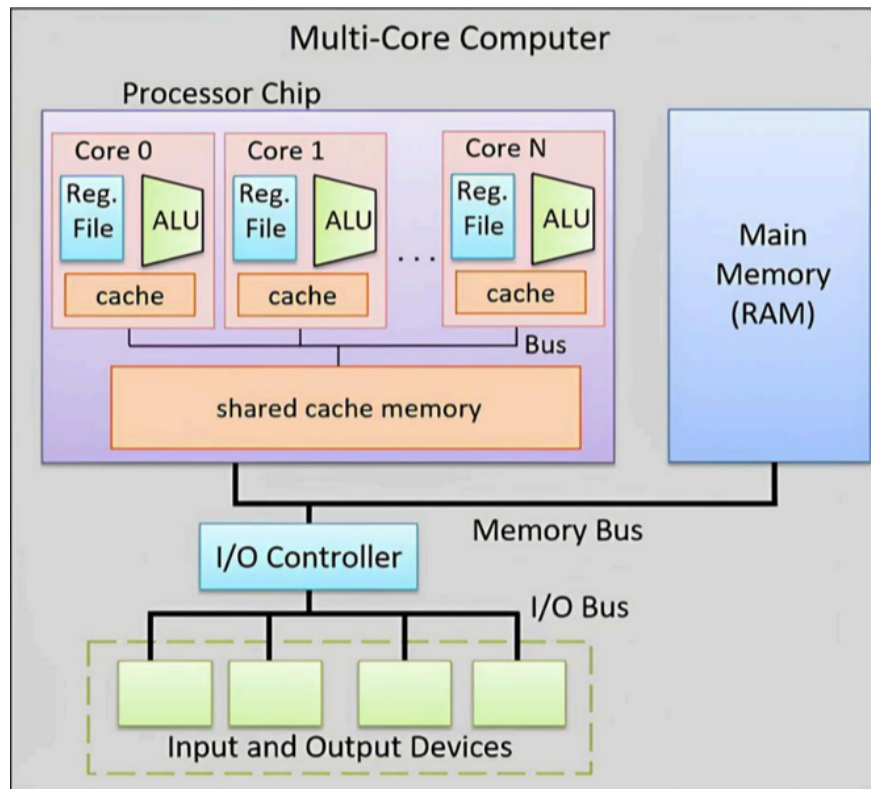 Multi-Core Computer
Processor Chip
Core 0
Reg.
File
ALU
cache
Core 1
Reg.
File
ALU
cache
. . .
Core N
Reg.
File
ALU
cache
Bus
shared cache memory
Main
Memory
(RAM)
Memory Bus
I/O Controller
I/O Bus
Input and Output Devices